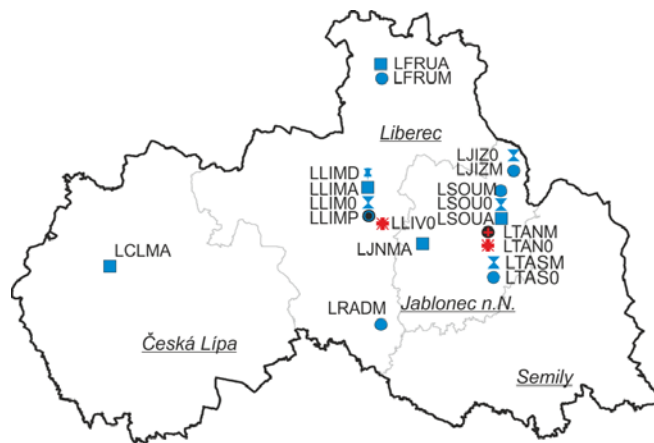 LFRUA
LFRUM
Liberec
LJIZ0
LJIZM
LLIMD
LLIMA
LLIM0
LLIMP
LLIV0
LSOUM
LSOU0
LSOUA
LTANM
LTAN0
LJNMA
LCLMA
LTASM
LTAS0
LRADM
Jablonec n.N.
Česká Lípa
Semily